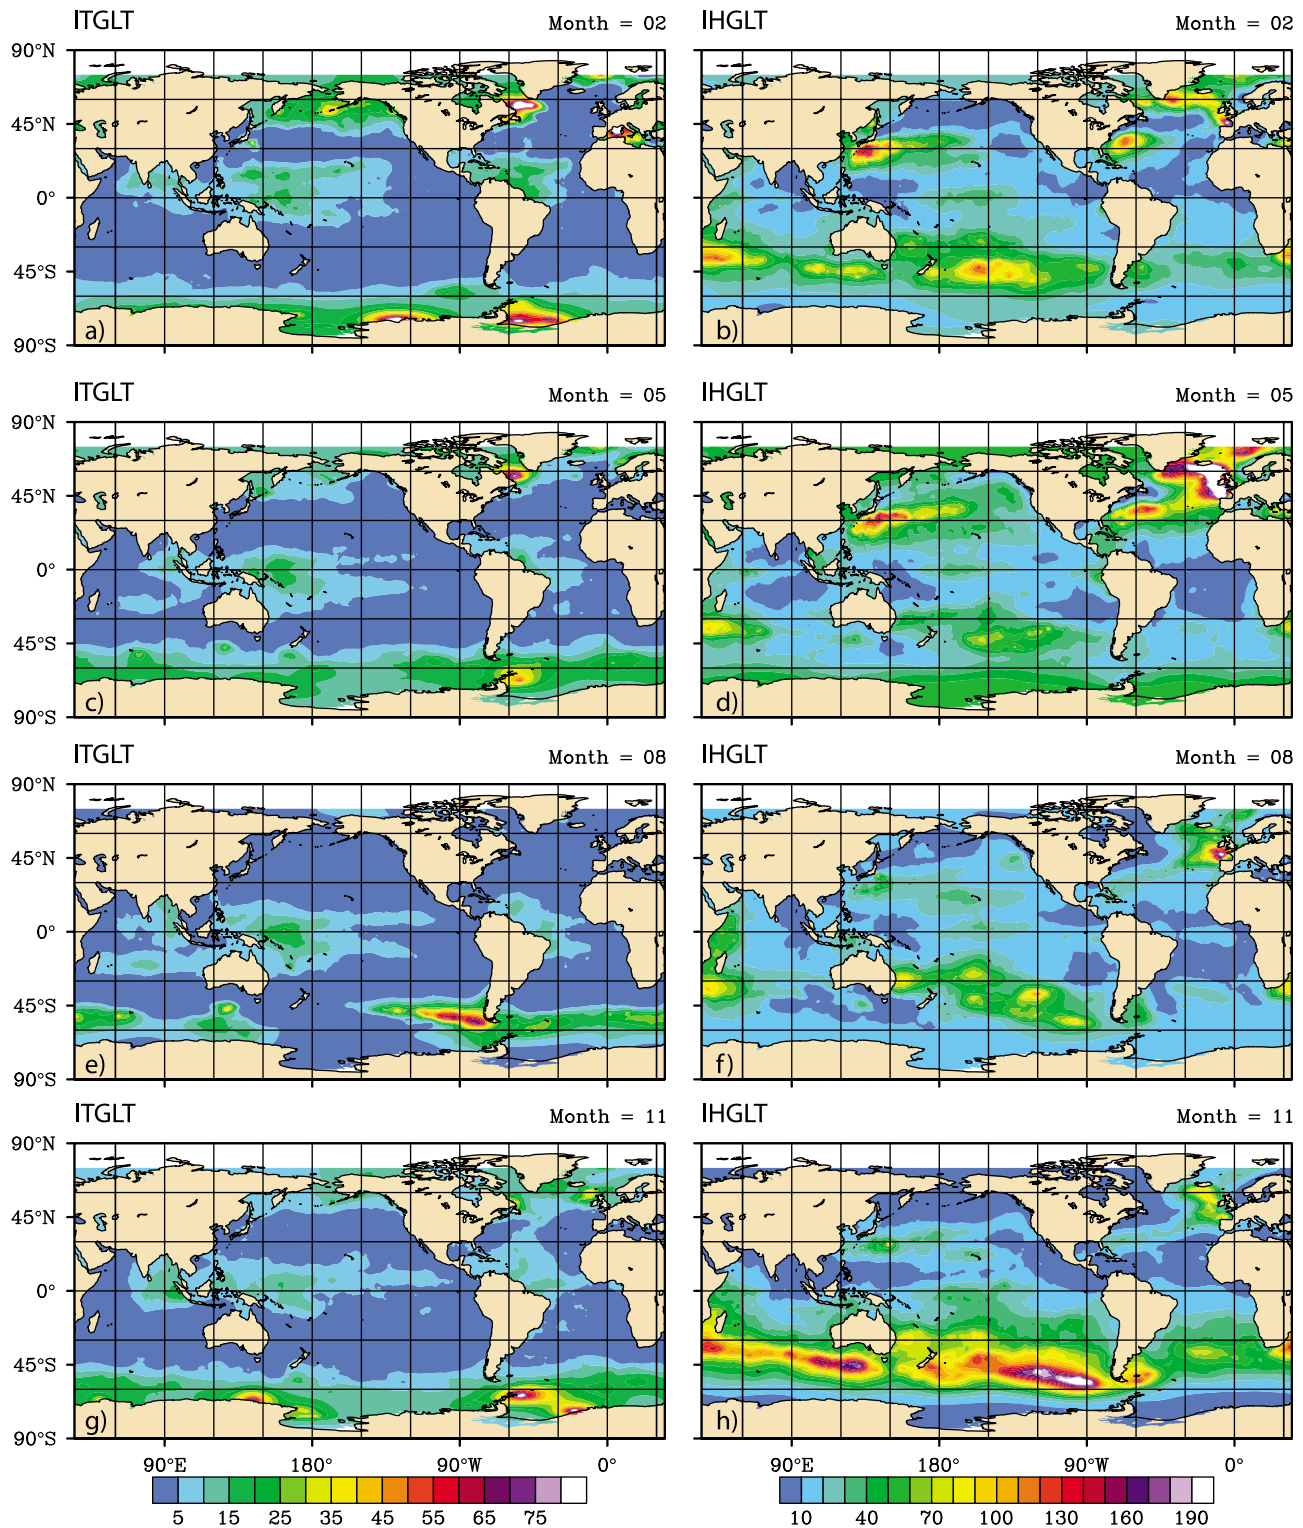 ITGLT Month = 02 IHGLT Month = 02
90°N
45°N
0°
45°S
90°S
a) b)
ITGLT Month = 05 IHGLT Month = 05
90°N
45°N
0°
45°S
90°S
c) d)
ITGLT Month = 08 IHGLT Month = 08
90°N
45°N
0°
45°S
90°S
e) f)
ITGLT Month = 11 IHGLT Month = 11
90°N
45°N
0°
45°S
90°S
g) h)
90°E 180° 90°W 0° 90°E 180° 90°W 0°
5 15 25 35 45 55 65 75 10 40 70 100 130 160 190